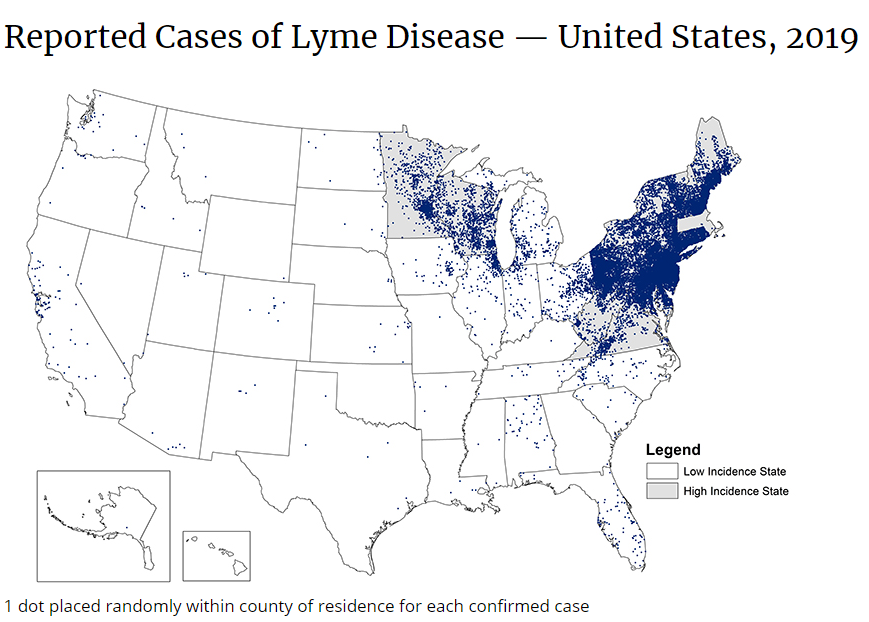 Reported Cases of Lyme Disease — United States, 2019
Legend
Low Incidence State
High Incidence State
1 dot placed randomly within county of residence for each confirmed case